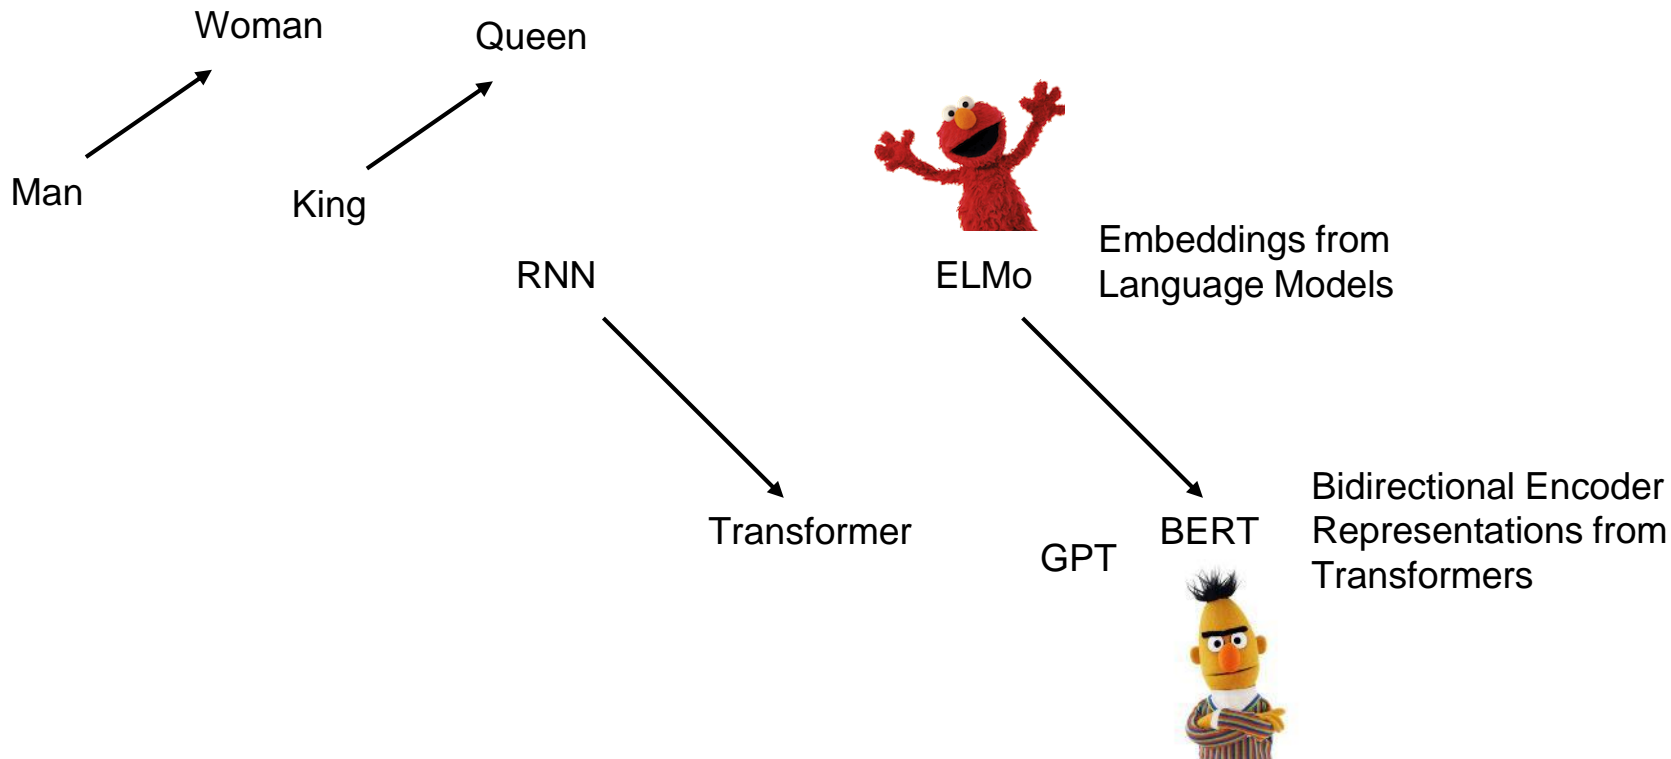 Woman
Queen
Man
King
RNN
ELMo
Embeddings from
Language Models
Transformer
GPT
BERT
Bidirectional Encoder
Representations from
Transformers